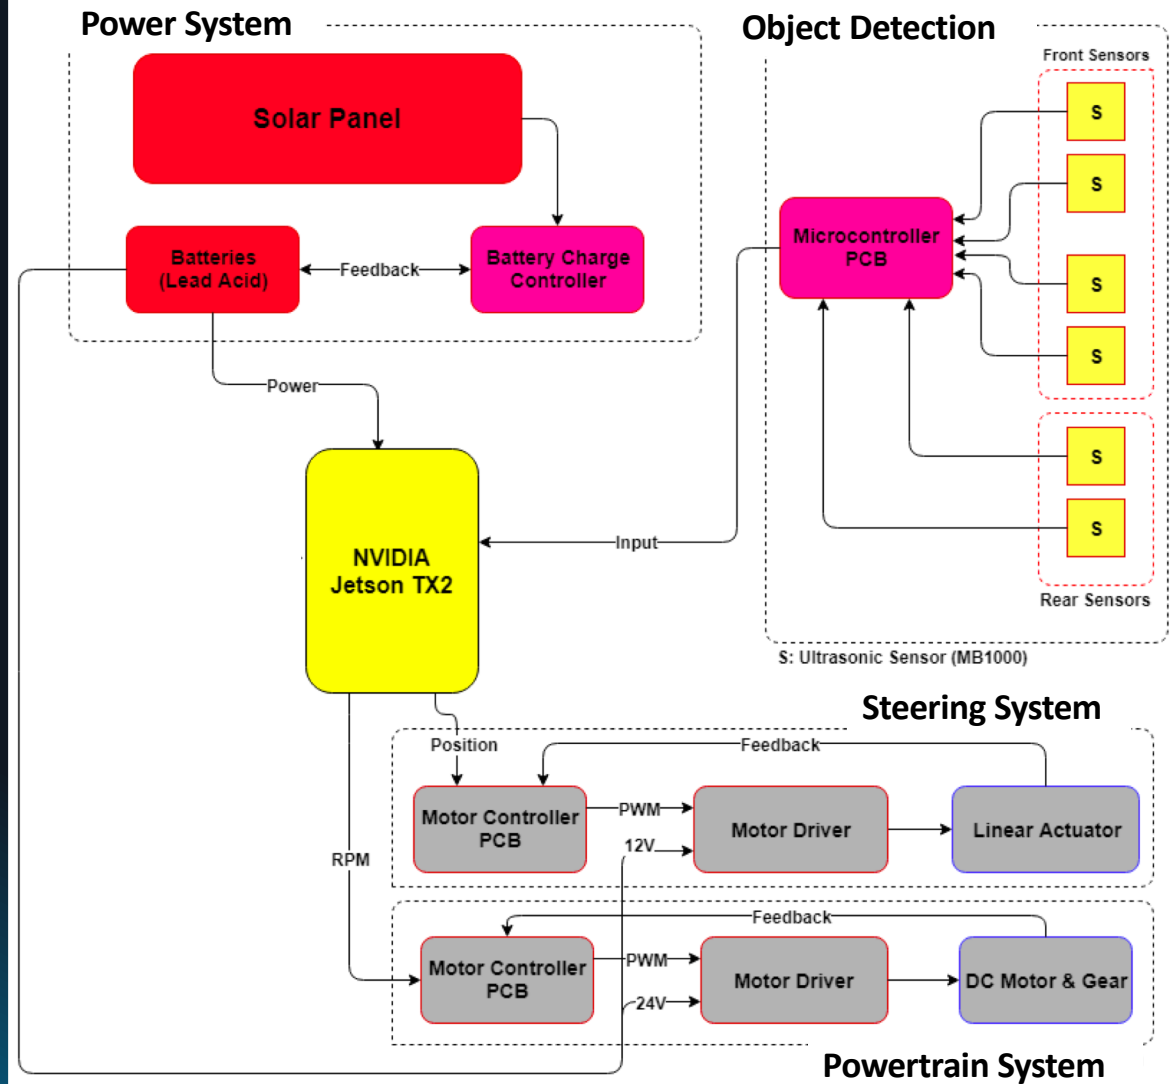 Power System
Object Detection
Solar Panel
Batteries
(Lead Acid)
Feedback
Battery Charge
Controller
Power
Front Sensors
S
S
S
S
S
S
Rear Sensors
Microcontroller
PCB
Input
NVIDIA
Jetson TX2
S: Ultrasonic Sensor (MB1000)
Steering System
Position
Feedback
Motor Controller
PCB
PWM
12V
Motor Driver
Linear Actuator
RPM
Feedback
Motor Controller
PCB
PWM
24V
Motor Driver
DC Motor & Gear
Powertrain System